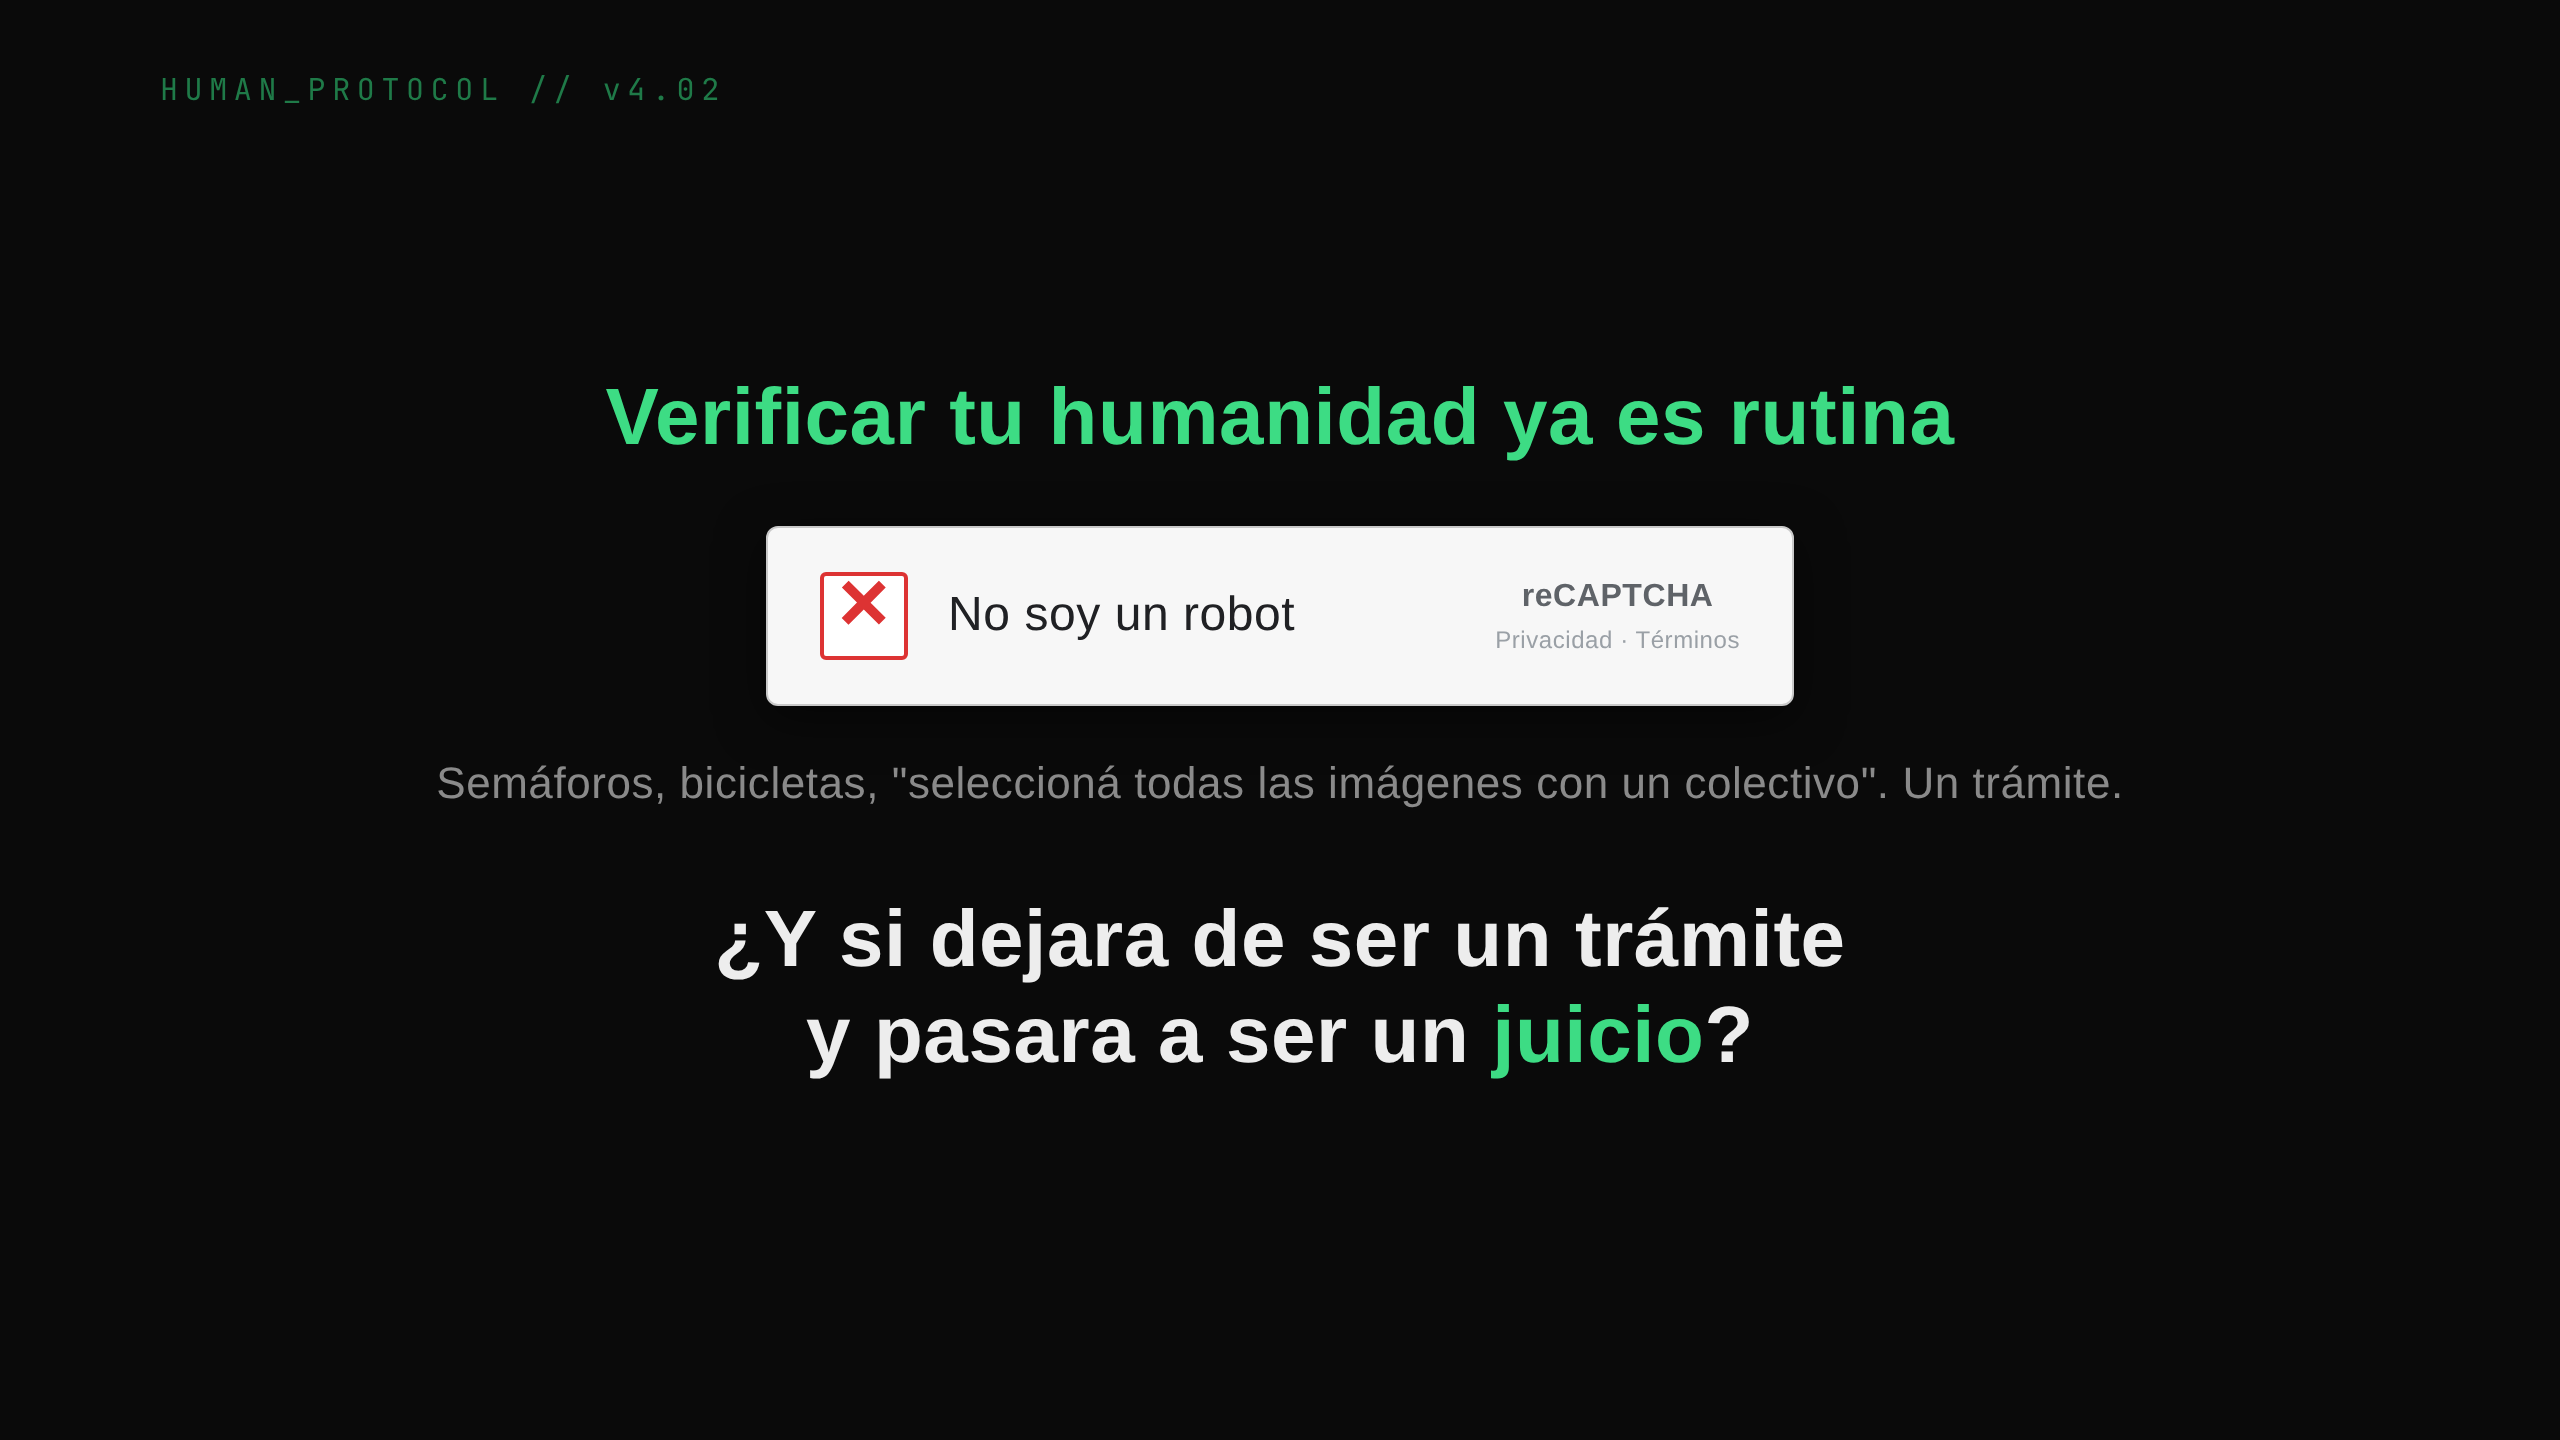 HUMAN_PROTOCOL // v4.02
Verificar tu humanidad ya es rutina
No soy un robot
reCAPTCHA
Privacidad · Términos
Semáforos, bicicletas, "seleccioná todas las imágenes con un colectivo". Un trámite.
¿Y si dejara de ser un trámite
y pasara a ser un juicio?